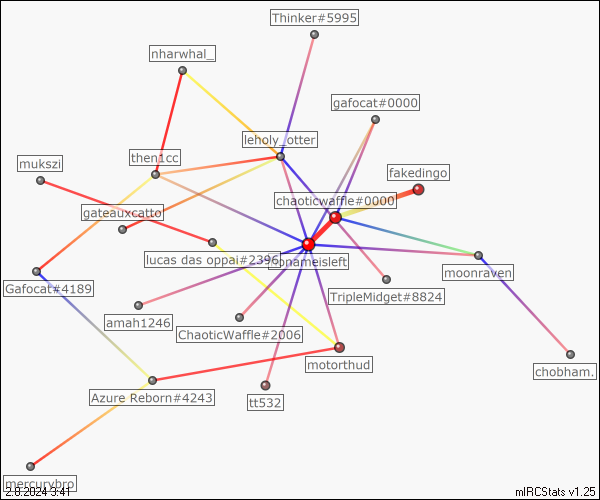 Thinker#5995
nharwhal_
gafocat#0000
leholy_otter
then1cc
mukszi
fakedingo
chaoticwaffle#0000
gateauxcatto
lucas das oppai#2396
nameisleft
moonraven
Gafocat#4189
TripleMidget#8824
amah1246
ChaoticWaffle#2006
motorthud
chobham.
Azure Reborn#4243
tt532
mercurybro
2.8.2024 3:41
mIRCStats v1.25